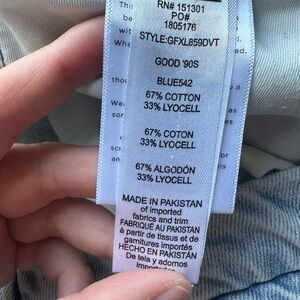 RN# 151301
PO#
1805176
STYLE:GFXL859DVT
GOOD '90S
BLUE542
67% COTTON
33% LYOCELL
67% COTON
33% LYOCELL
67% ALGODÓN
33% LYOCELL
MADE IN PAKISTAN
of imported
fabrics and trim
FABRIQUÉ AU PAKISTAN
à partir de tissus et de
garnitures importés
HECHO EN PAKISTÁN
De tela y adornos